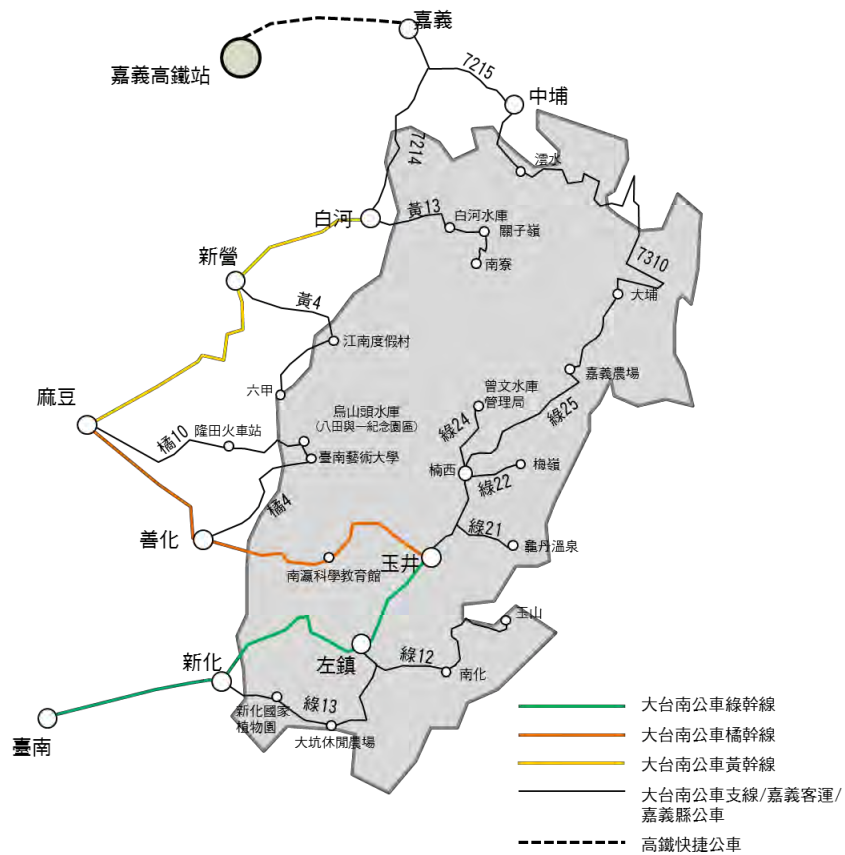 嘉義
嘉義高鐵站
7215
中埔
7214
澐水
白河
黃13
白河水庫
關子嶺
南寮
新營
7310
黃4
大埔
江南度假村
嘉義農場
六甲
曾文水庫
管理局
麻豆
烏山頭水庫
(八田與一紀念園區)
綠24
綠25
橘10
隆田火車站
臺南藝術大學
楠西
梅嶺
綠22
橘4
善化
綠21
龜丹溫泉
玉井
南瀛科學教育館
玉山
左鎮
綠12
新化
南化
綠13
新化國家
植物園
大坑休閒農場
臺南
大台南公車綠幹線
大台南公車橘幹線
大台南公車黃幹線
大台南公車支線/嘉義客運/
嘉義縣公車
高鐵快捷公車